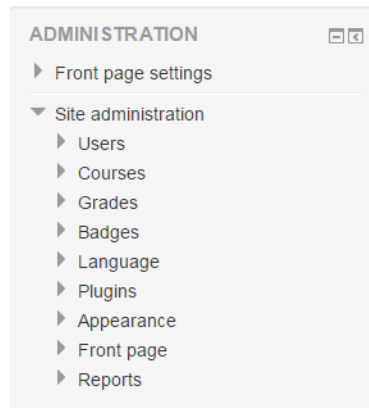 ADMINISTRATION
Front page settings
Site administration
Users
Courses
Grades
Badges
Language
Plugins
Appearance
Front page
Reports